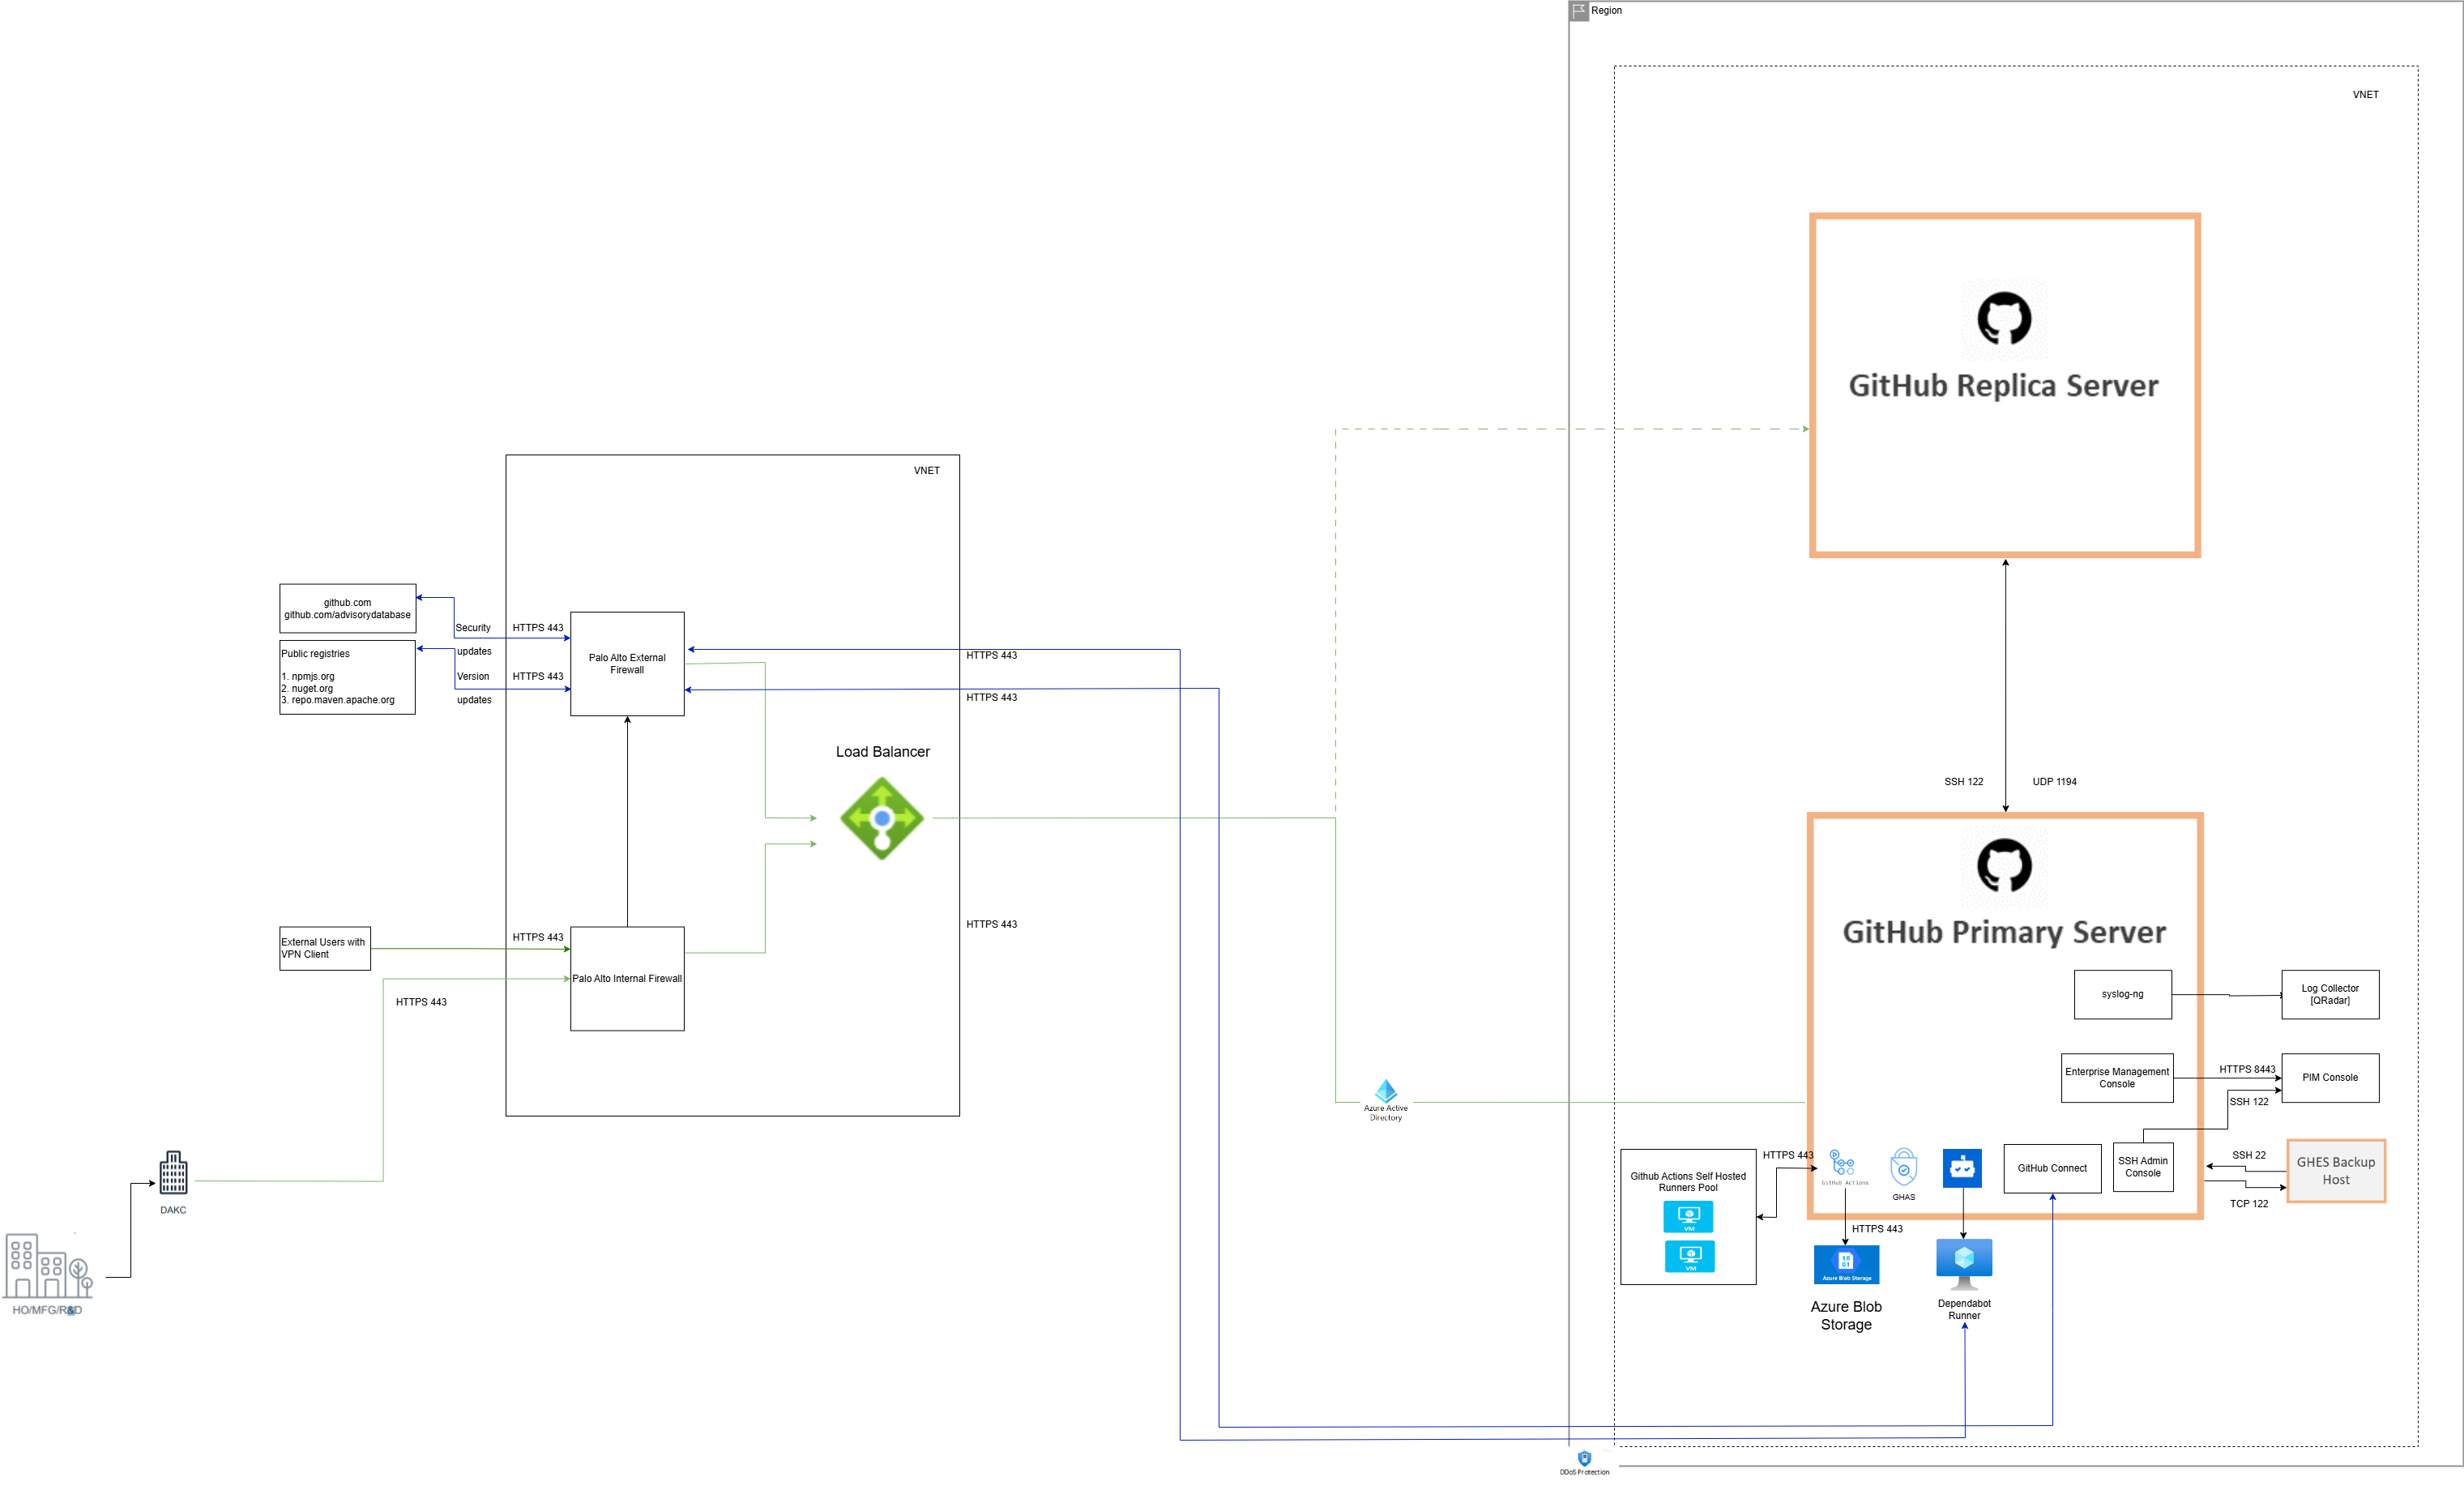 Region
VNET
GitHub Replica Server
VNET
github.com
github.com/advisorydatabase
Security
updates
HTTPS 443
Public registries
1. npmjs.org
2. nuget.org
3. repo.maven.apache.org
Version
updates
HTTPS 443
Palo Alto External
Firewall
HTTPS 443
HTTPS 443
Load Balancer
SSH 122
UDP 1194
GitHub Primary Server
External Users with
VPN Client
HTTPS 443
HTTPS 443
Palo Alto Internal Firewall
HTTPS 443
syslog-ng
Log Collector
[QRadar]
Enterprise Management
Console
HTTPS 8443
PIM Console
SSH 122
Azure Active
Directory
Github Actions Self Hosted
Runners Pool
VM
VM
HTTPS 443
GitHub Actions
GHAS
GitHub Connect
SSH Admin
Console
SSH 22
TCP 122
GHES Backup
Host
HTTPS 443
10
01
Azure Blob Storage
Azure Blob
Storage
Dependabot
Runner
DAKC
HO/MFG/R&D
DDoS Protection